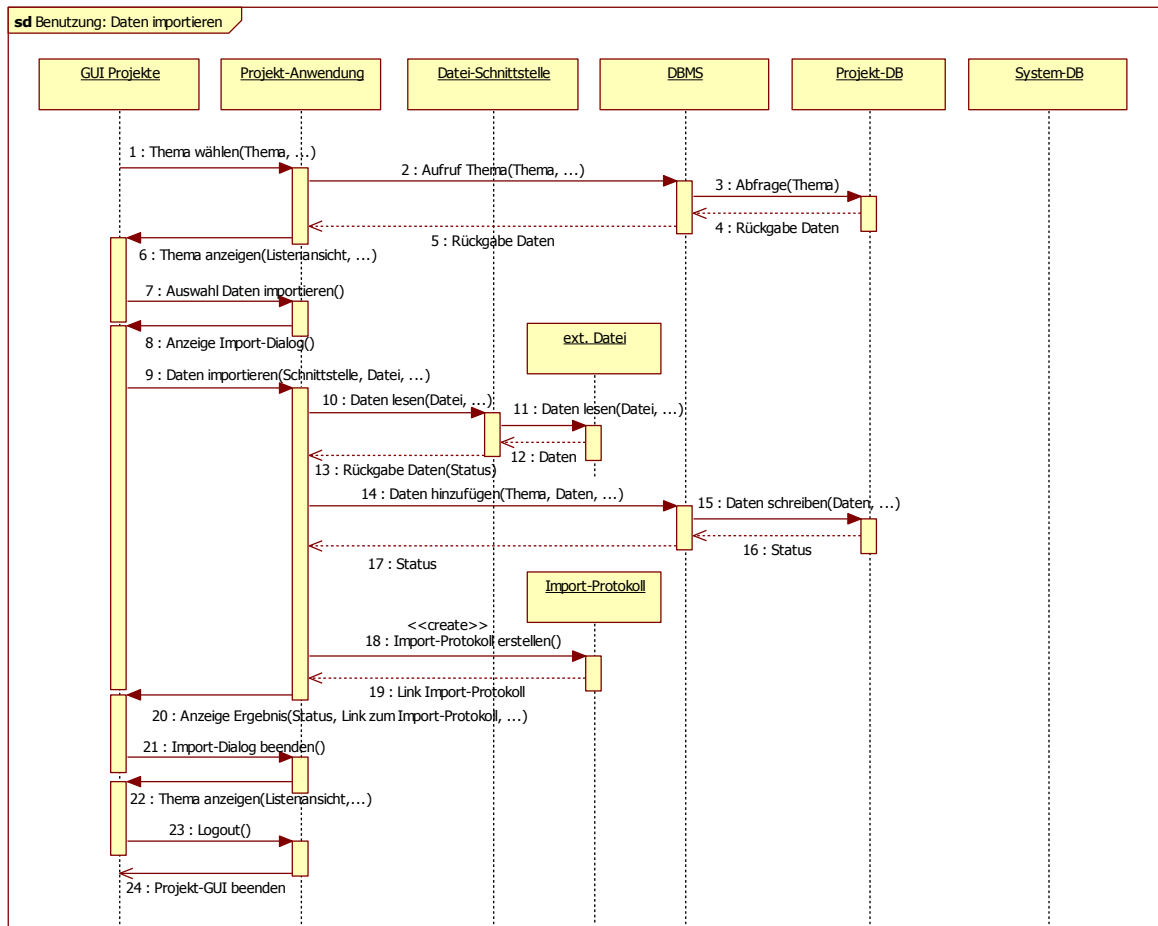 sd Benutzung: Daten importieren
GUI Projekte
Projekt-Anwendung
Datei-Schnittstelle
DBMS
Projekt-DB
System-DB
1 : Thema wählen(Thema, ...)
2 : Aufruf Thema(Thema, ...)
3 : Abfrage(Thema)
4 : Rückgabe Daten
5 : Rückgabe Daten
6 : Thema anzeigen(Listenansicht, ...)
7 : Auswahl Daten importieren()
8 : Anzeige Import-Dialog()
ext. Datei
9 : Daten importieren(Schnittstelle, Datei, ...)
10 : Daten lesen(Datei, ...)
11 : Daten lesen(Datei, ...)
12 : Daten
13 : Rückgabe Daten(Status)
14 : Daten hinzufügen(Thema, Daten, ...)
15 : Daten schreiben(Daten, ...)
16 : Status
17 : Status
Import-Protokoll
<<create>>
18 : Import-Protokoll erstellen()
19 : Link Import-Protokoll
20 : Anzeige Ergebnis(Status, Link zum Import-Protokoll, ...)
21 : Import-Dialog beenden()
22 : Thema anzeigen(Listenansicht,...)
23 : Logout()
24 : Projekt-GUI beenden